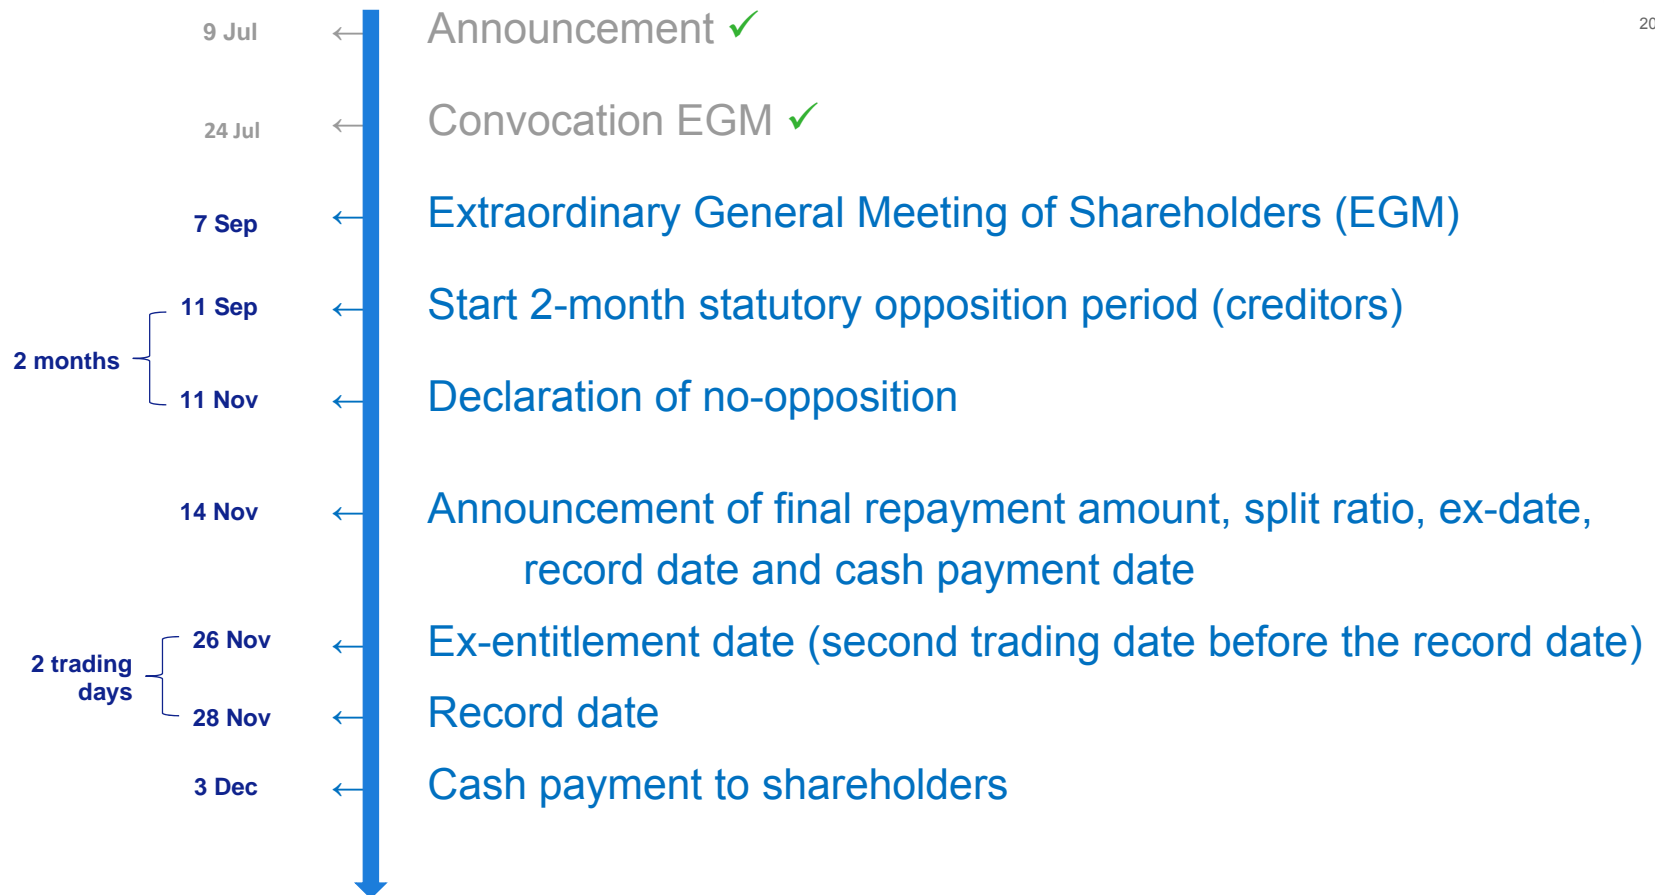 20
9 Jul ← Announcement ✓
24 Jul ← Convocation EGM ✓
7 Sep ← Extraordinary General Meeting of Shareholders (EGM)
11 Sep ← Start 2-month statutory opposition period (creditors)
2 months
11 Nov ← Declaration of no-opposition
14 Nov ← Announcement of final repayment amount, split ratio, ex-date,
record date and cash payment date
26 Nov ← Ex-entitlement date (second trading date before the record date)
2 trading
days
28 Nov ← Record date
3 Dec ← Cash payment to shareholders